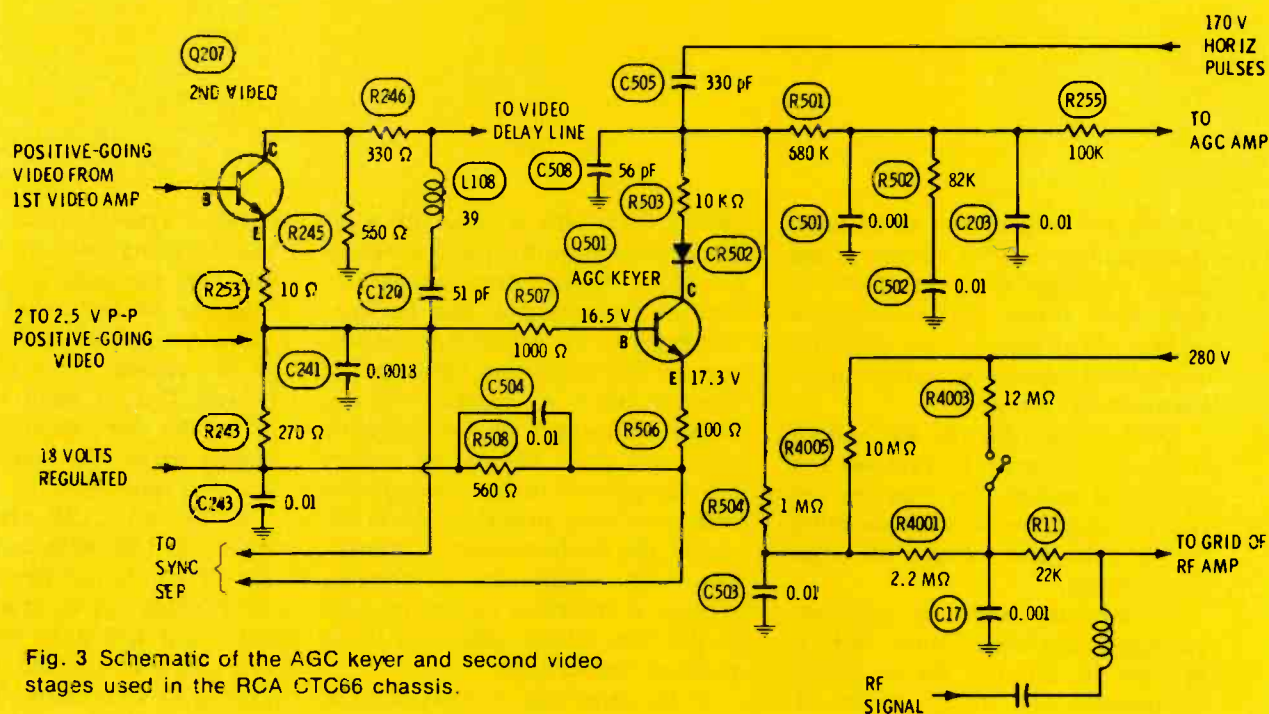 Q207
2ND VIDEO
R246
330 Ω
TO VIDEO
DELAY LINE
C505
330 pF
170 V
HORIZ
PULSES
R501
680 K
R255
100K
TO
AGC AMP
POSITIVE-GOING
VIDEO FROM
1ST VIDEO AMP
C
B
E
R245
560 Ω
L108
39
C508
56 pF
R503
10 KΩ
R502
82K
C501
0.001
C203
0.01
Q501
AGC KEYER
CR502
R253
10 Ω
C120
51 pF
R507
1000 Ω
16.5 V
C
B
E
17.3 V
C502
0.01
2 TO 2.5 V P-P
POSITIVE-GOING
VIDEO
C241
0.0018
C504
0.01
R508
560 Ω
R506
100 Ω
280 V
R4003
12 MΩ
R4005
10 MΩ
R243
270 Ω
18 VOLTS
REGULATED
C243
0.01
R504
1 MΩ
R4001
2.2 MΩ
R11
22K
TO GRID OF
RF AMP
TO
SYNC
SEP
C503
0.01
C17
0.001
RF
SIGNAL
Fig. 3 Schematic of the AGC keyer and second video
stages used in the RCA CTC66 chassis.